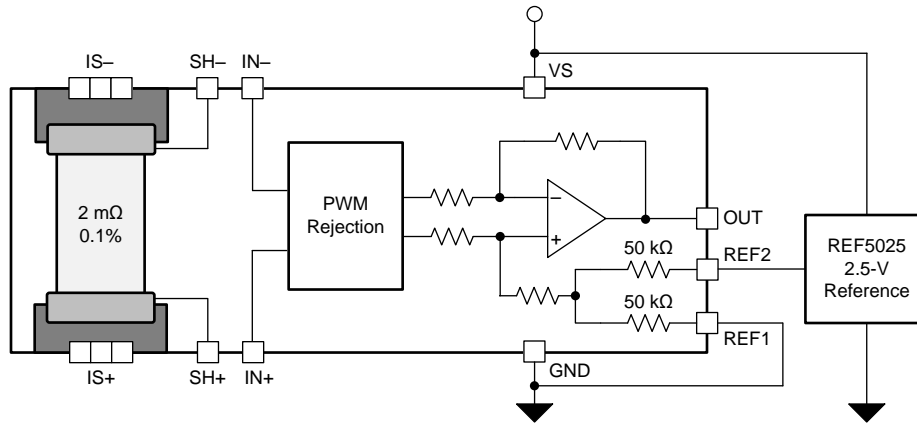 IS–
SH–
IN–
VS
2 mΩ
0.1%
PWM
Rejection
−
+
OUT
50 kΩ
REF2
50 kΩ
REF1
REF5025
2.5-V
Reference
GND
IS+
SH+
IN+